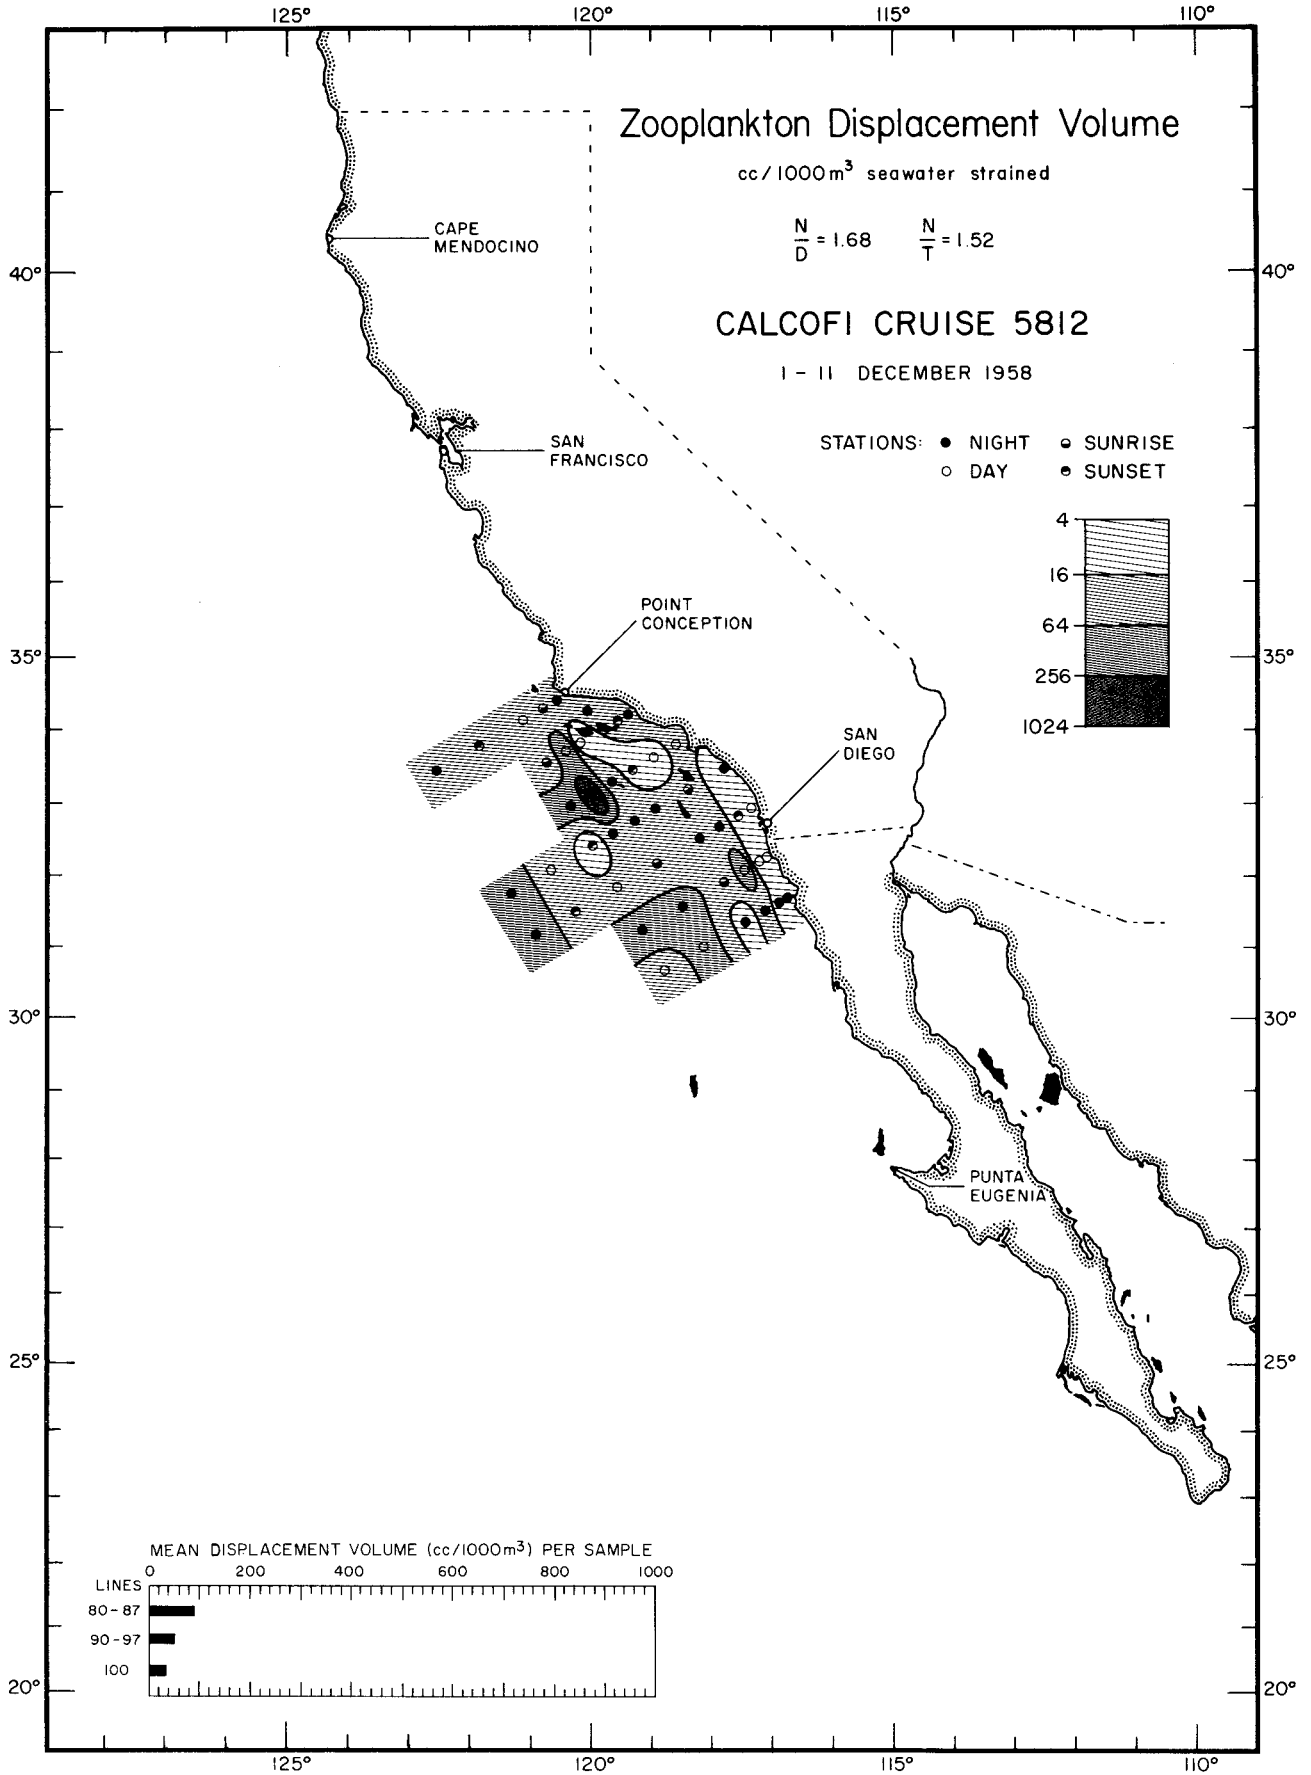 125° 120° 115° 110°
Zooplankton Displacement Volume
cc/1000m³ seawater strained
N/D = 1.68 N/T = 1.52
CAPE
MENDOCINO
40° 40°
CALCOFI CRUISE 5812
1 - 11 DECEMBER 1958
STATIONS: ● NIGHT ◒ SUNRISE
○ DAY ◓ SUNSET
SAN
FRANCISCO
4
16
64
256
1024
POINT
CONCEPTION
35° 35°
SAN
DIEGO
30° 30°
PUNTA
EUGENIA
25° 25°
MEAN DISPLACEMENT VOLUME (cc/1000m³) PER SAMPLE
0 200 400 600 800 1000
LINES
80-87
90-97
100
20° 20°
125° 120° 115° 110°